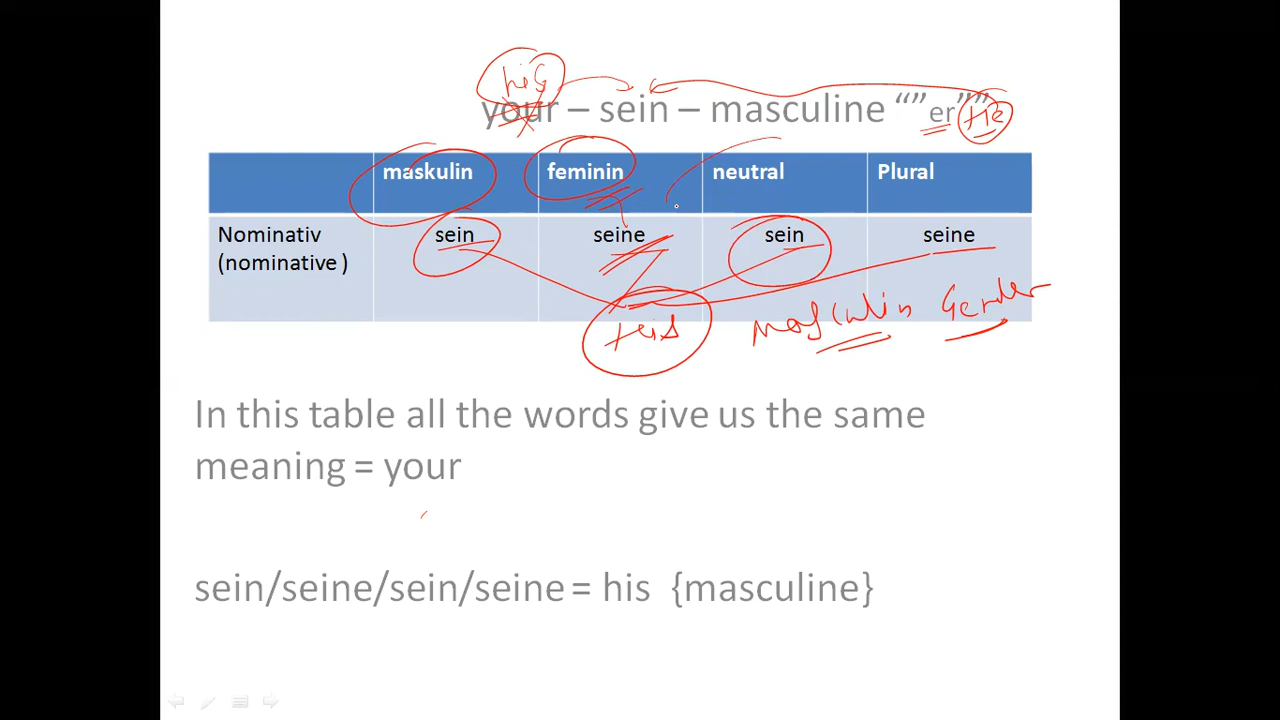 his
your – sein – masculine “” er”” He
maskulin feminin neutral Plural
Nominativ sein seine sein seine
(nominative )
His Masculin Gender
In this table all the words give us the same
meaning = your
sein/seine/sein/seine = his {masculine}